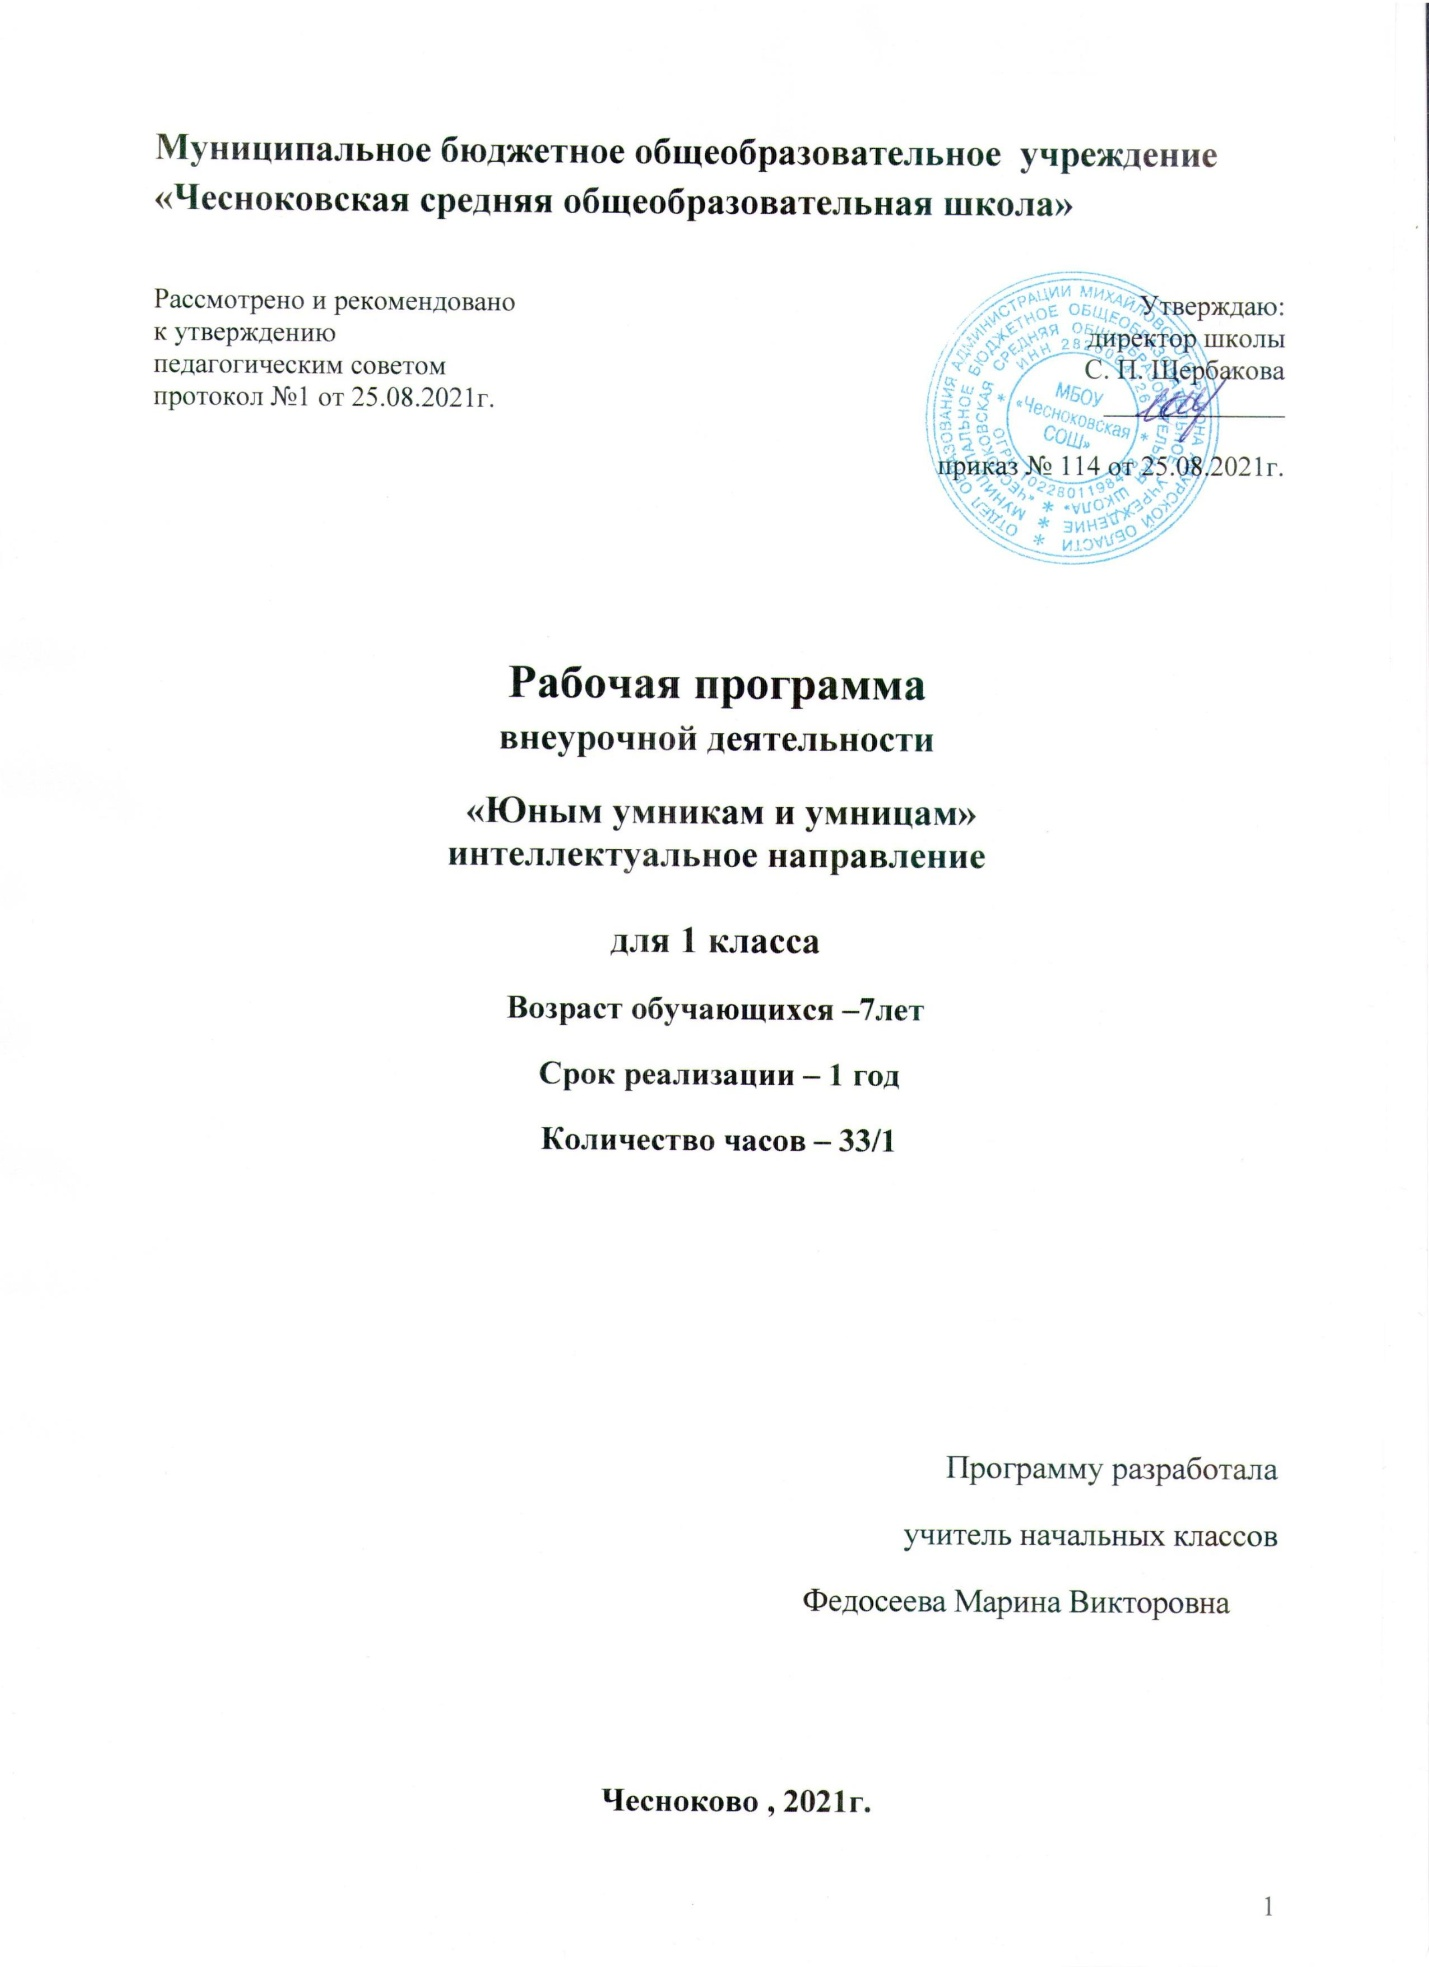 Муниципальное бюджетное общеобразовательное учреждение
«Чесноковская средняя общеобразовательная школа»
Рассмотрено и рекомендовано
к утверждению
педагогическим советом
протокол №1 от 25.08.2021г.
Утверждаю:
директор школы
С. П. Щербакова
приказ № 114 от 25.08.2021г.
МБОУ
«Чесноковская
СОШ»
Рабочая программа
внеурочной деятельности
«Юным умникам и умницам»
интеллектуальное направление
для 1 класса
Возраст обучающихся –7лет
Срок реализации – 1 год
Количество часов – 33/1
Программу разработала
учитель начальных классов
Федосеева Марина Викторовна
Чесноково , 2021г.
1